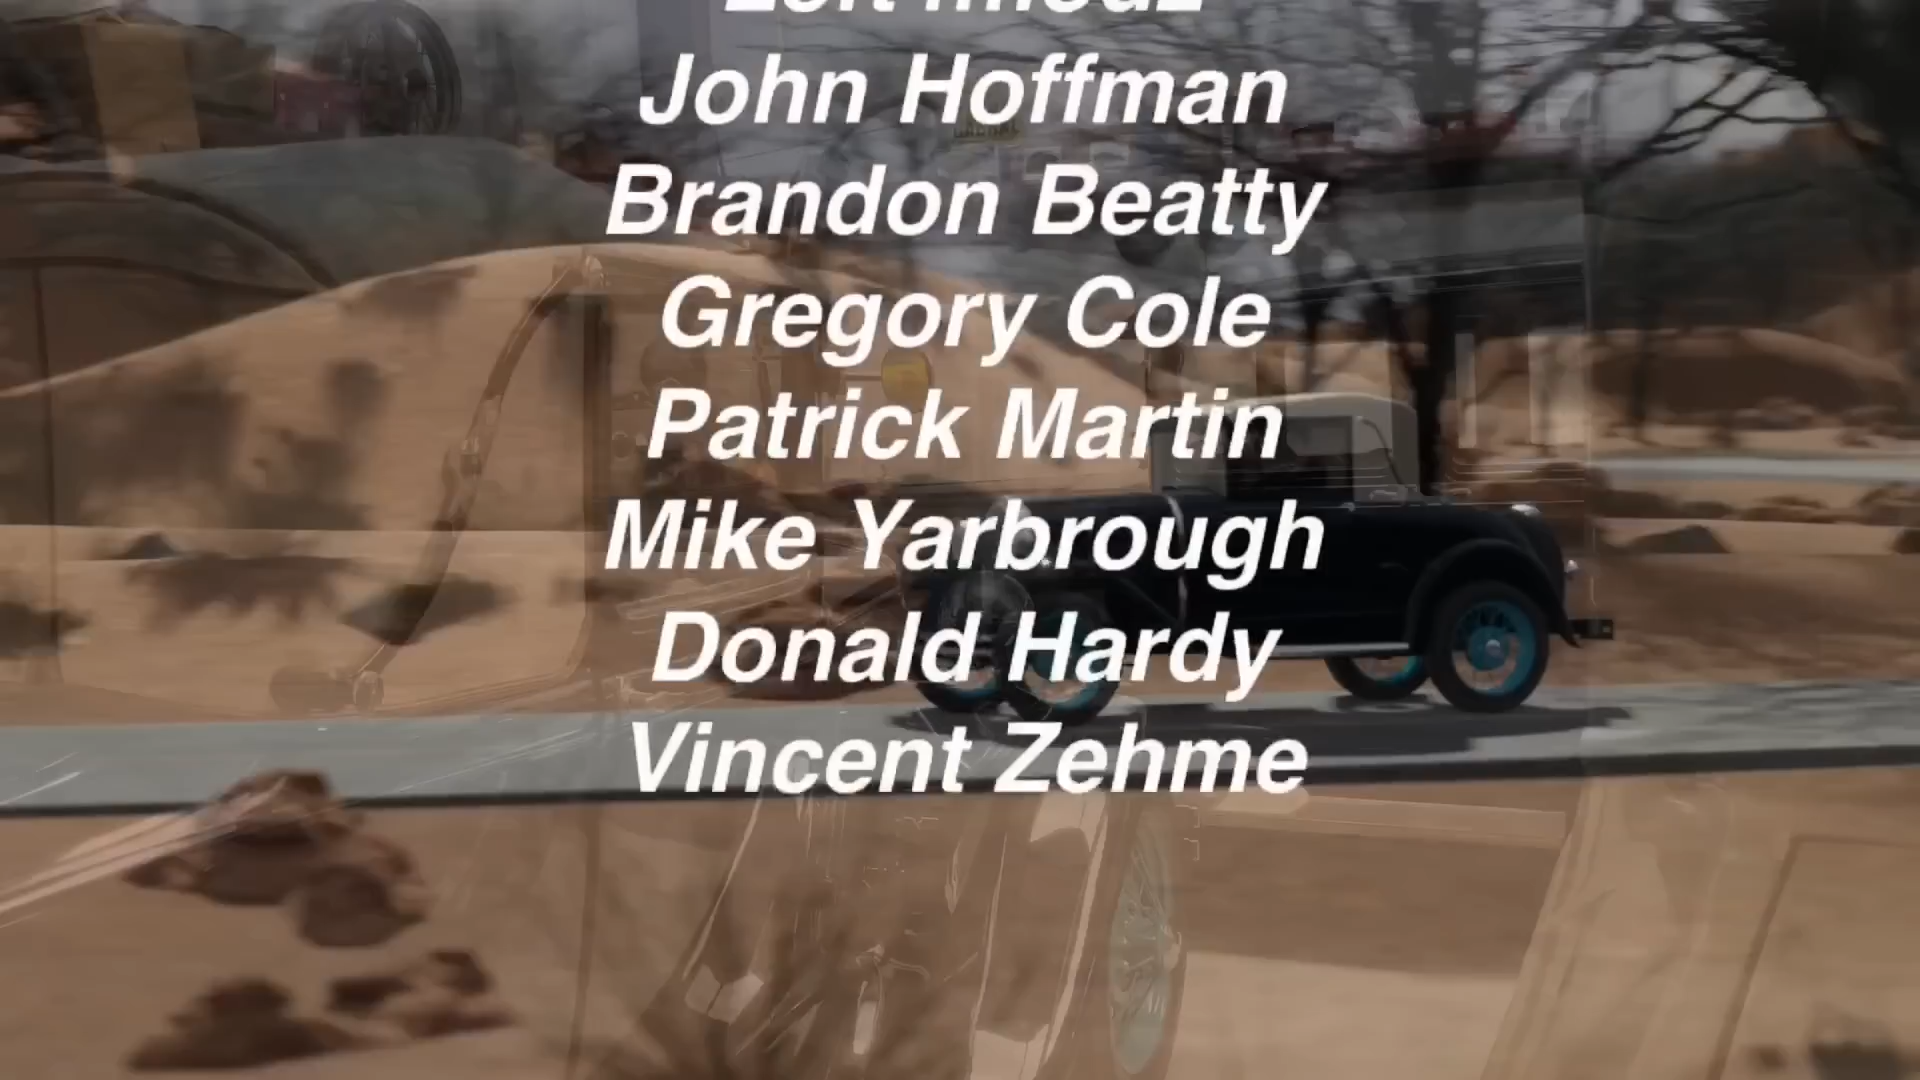 John Hoffman
Brandon Beatty
Gregory Cole
Patrick Martin
Mike Yarbrough
Donald Hardy
Vincent Zehme